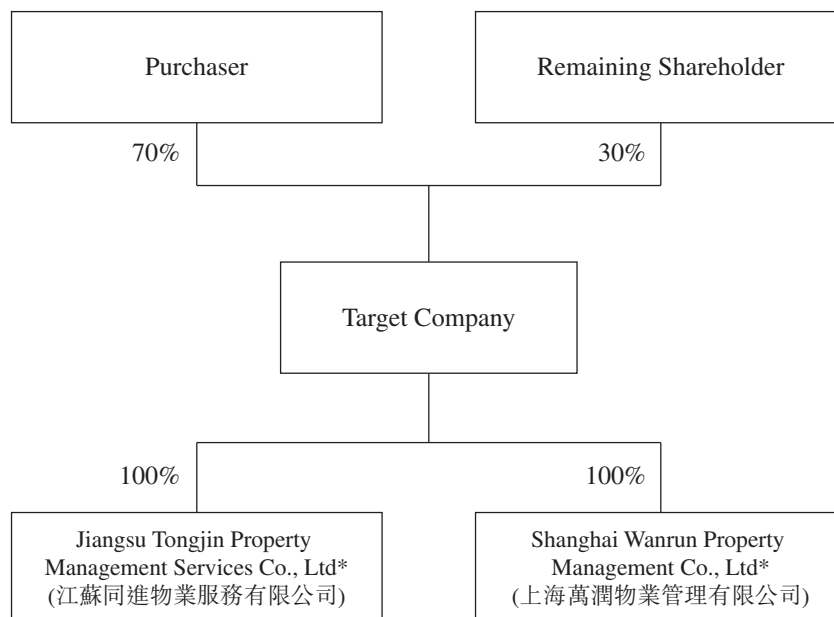 Purchaser
Remaining Shareholder
70%
30%
Target Company
100%
100%
Jiangsu Tongjin Property
Management Services Co., Ltd*
(江蘇同進物業服務有限公司)
Shanghai Wanrun Property
Management Co., Ltd*
(上海萬潤物業管理有限公司)